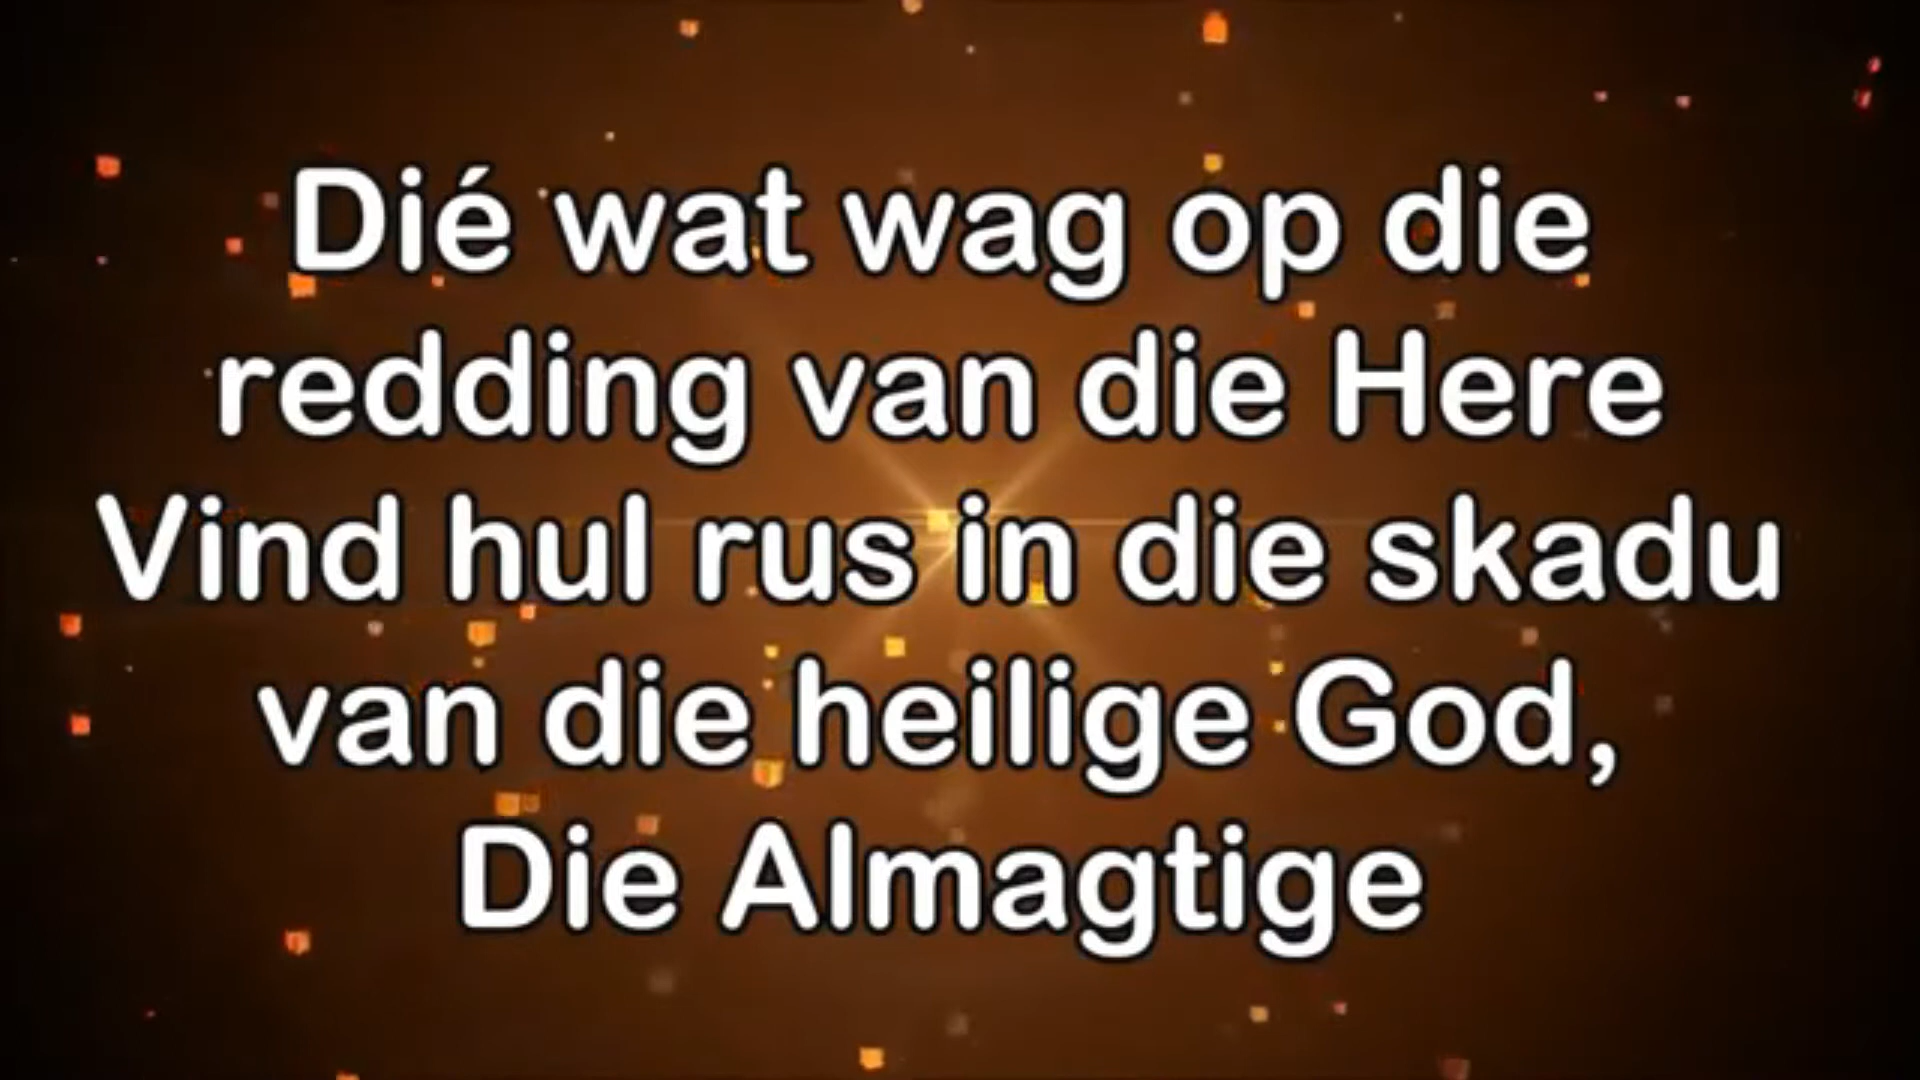 Dié wat wag op die
redding van die Here
Vind hul rus in die skadu
van die heilige God,
Die Almagtige